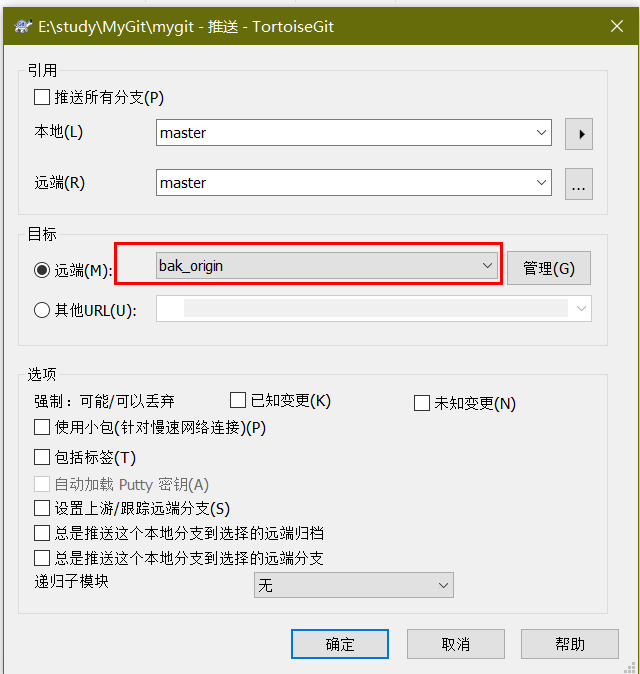 E:\study\MyGit\mygit - 推送 - TortoiseGit
引用
推送所有分支(P)
本地(L) master
远端(R) master ...
目标
远端(M): bak_origin 管理(G)
其他URL(U):
选项
强制：可能/可以丢弃 已知变更(K) 未知变更(N)
使用小包(针对慢速网络连接)(P)
包括标签(T)
自动加载 Putty 密钥(A)
设置上游/跟踪远端分支(S)
总是推送这个本地分支到选择的远端归档
总是推送这个本地分支到选择的远端分支
递归子模块 无
确定 取消 帮助